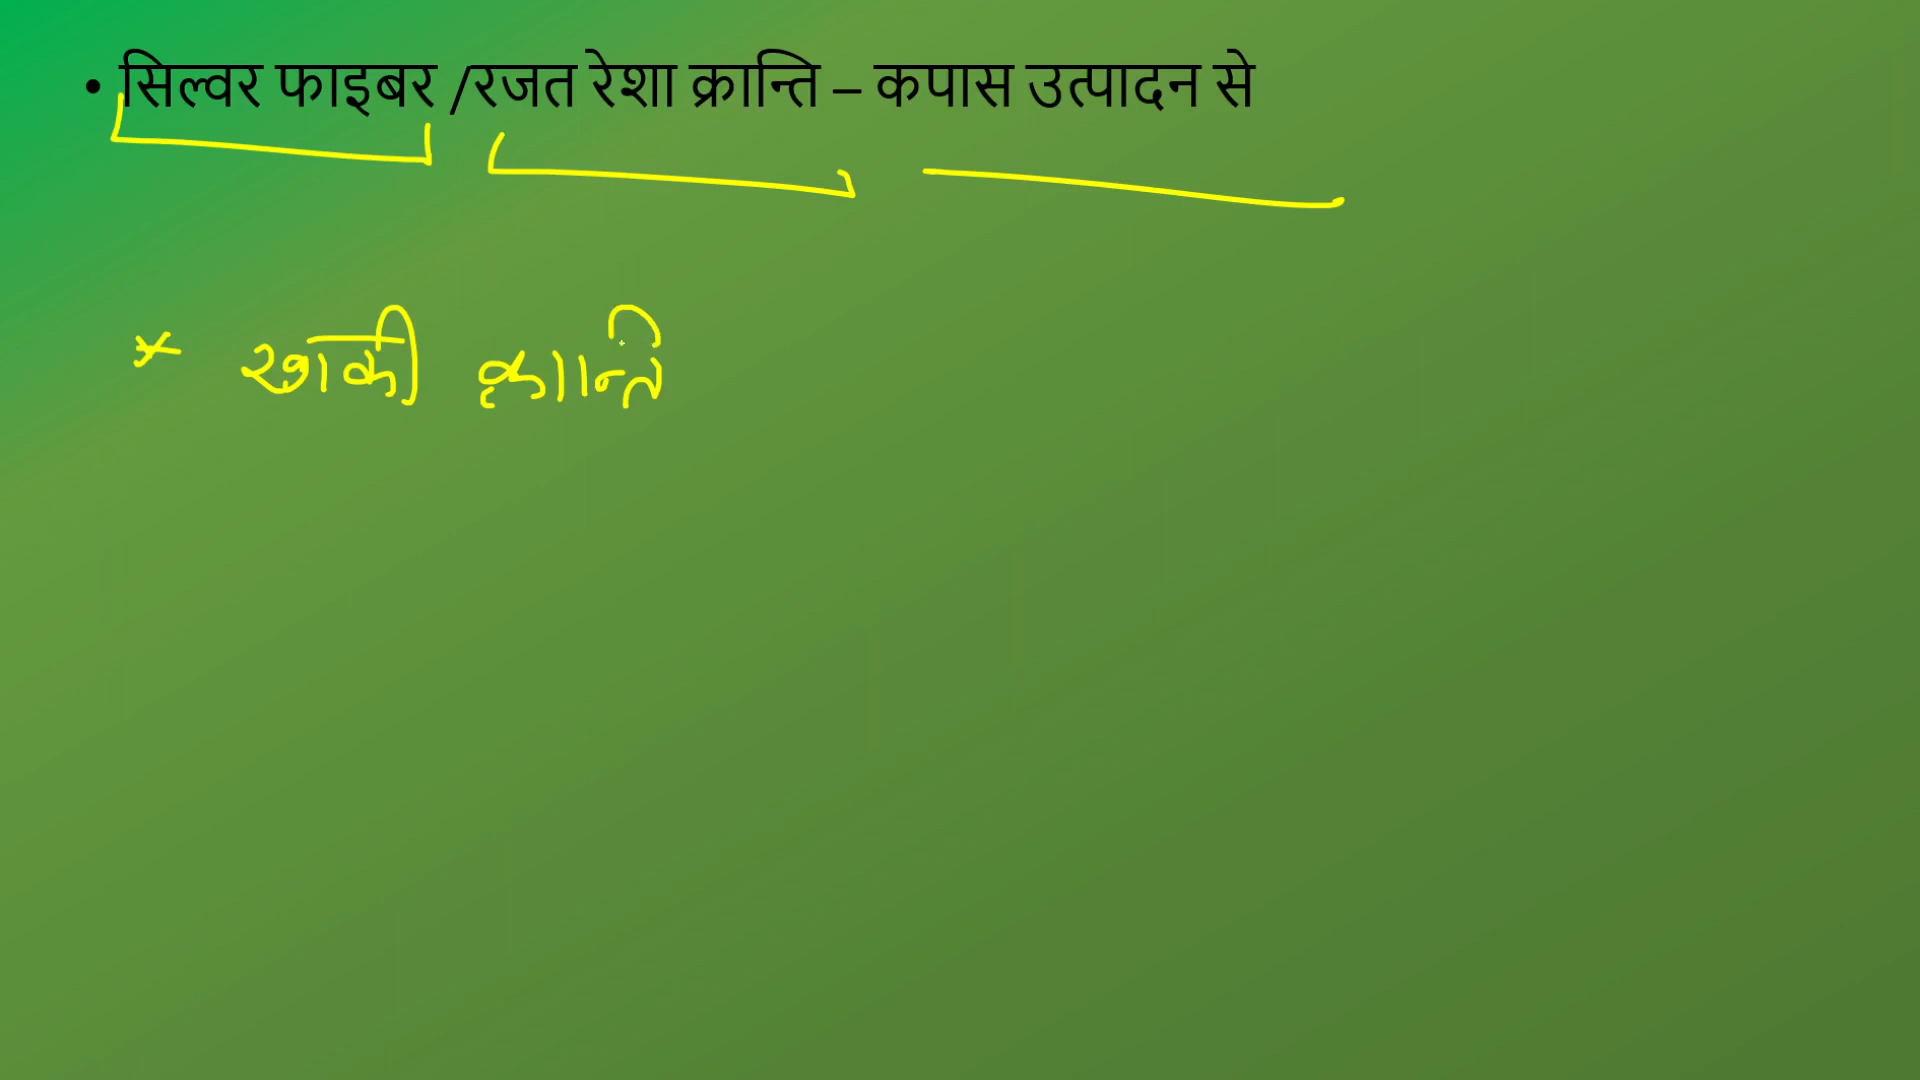 • सिल्वर फाइबर /रजत रेशा क्रान्ति – कपास उत्पादन से
* खाकी क्रान्ति